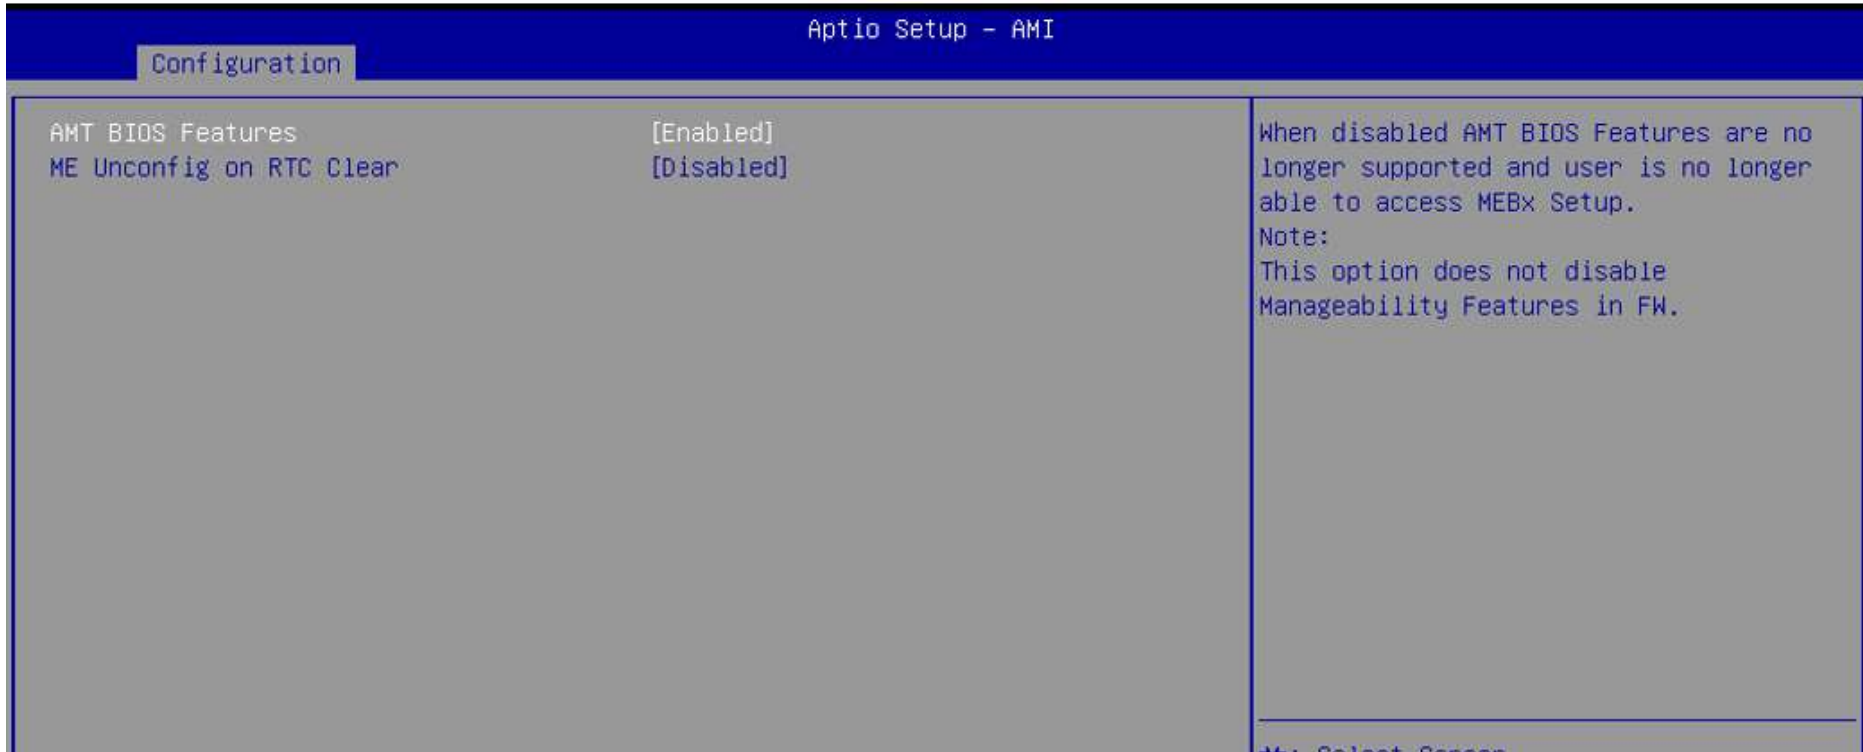 Aptio Setup – AMI
Configuration
AMT BIOS Features [Enabled]
ME Unconfig on RTC Clear [Disabled]
When disabled AMT BIOS Features are no
longer supported and user is no longer
able to access MEBx Setup.
Note:
This option does not disable
Manageability Features in FW.
Select Screen